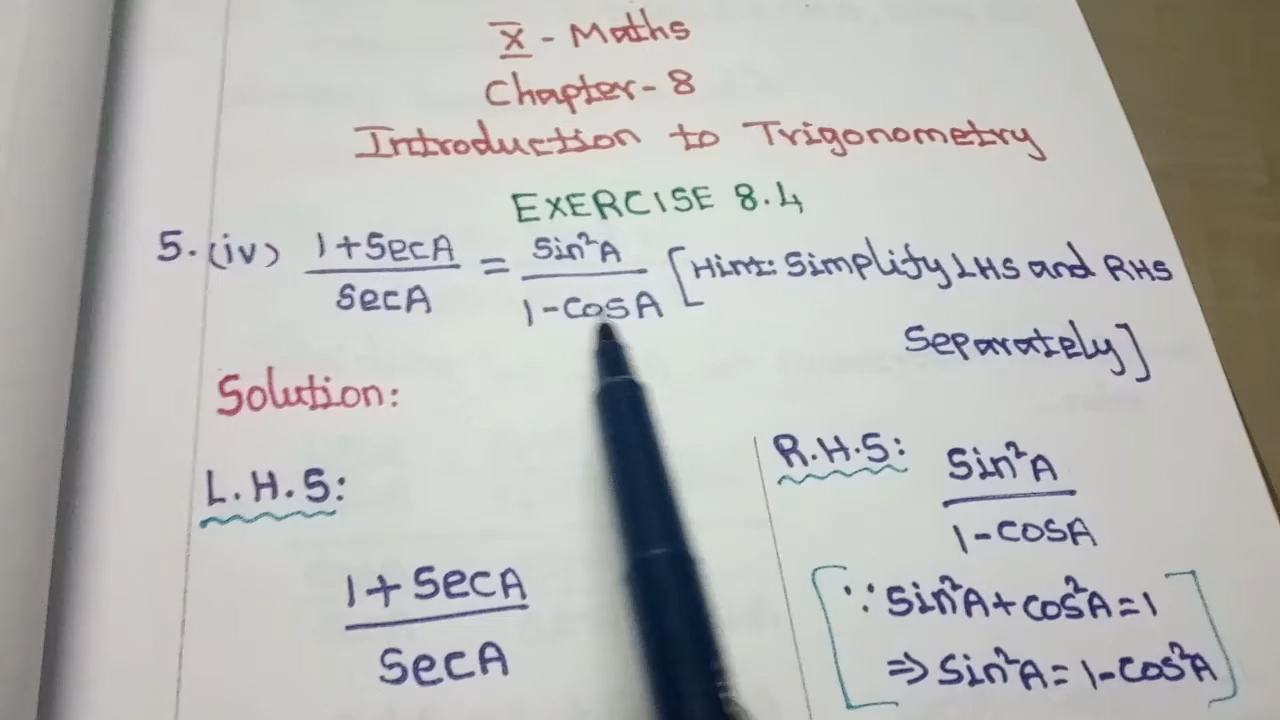 X - Maths
Chapter - 8
Introduction to Trigonometry
EXERCISE 8.4
5. (iv) 1+SecA / SecA = Sin²A / 1-CosA [Hint: Simplify LHS and RHS
Separately]
Solution:
L.H.S:
1+SecA / SecA
R.H.S: Sin²A / 1-COSA
[∵ Sin²A + cos²A = 1
⇒ Sin²A = 1-COS²A]